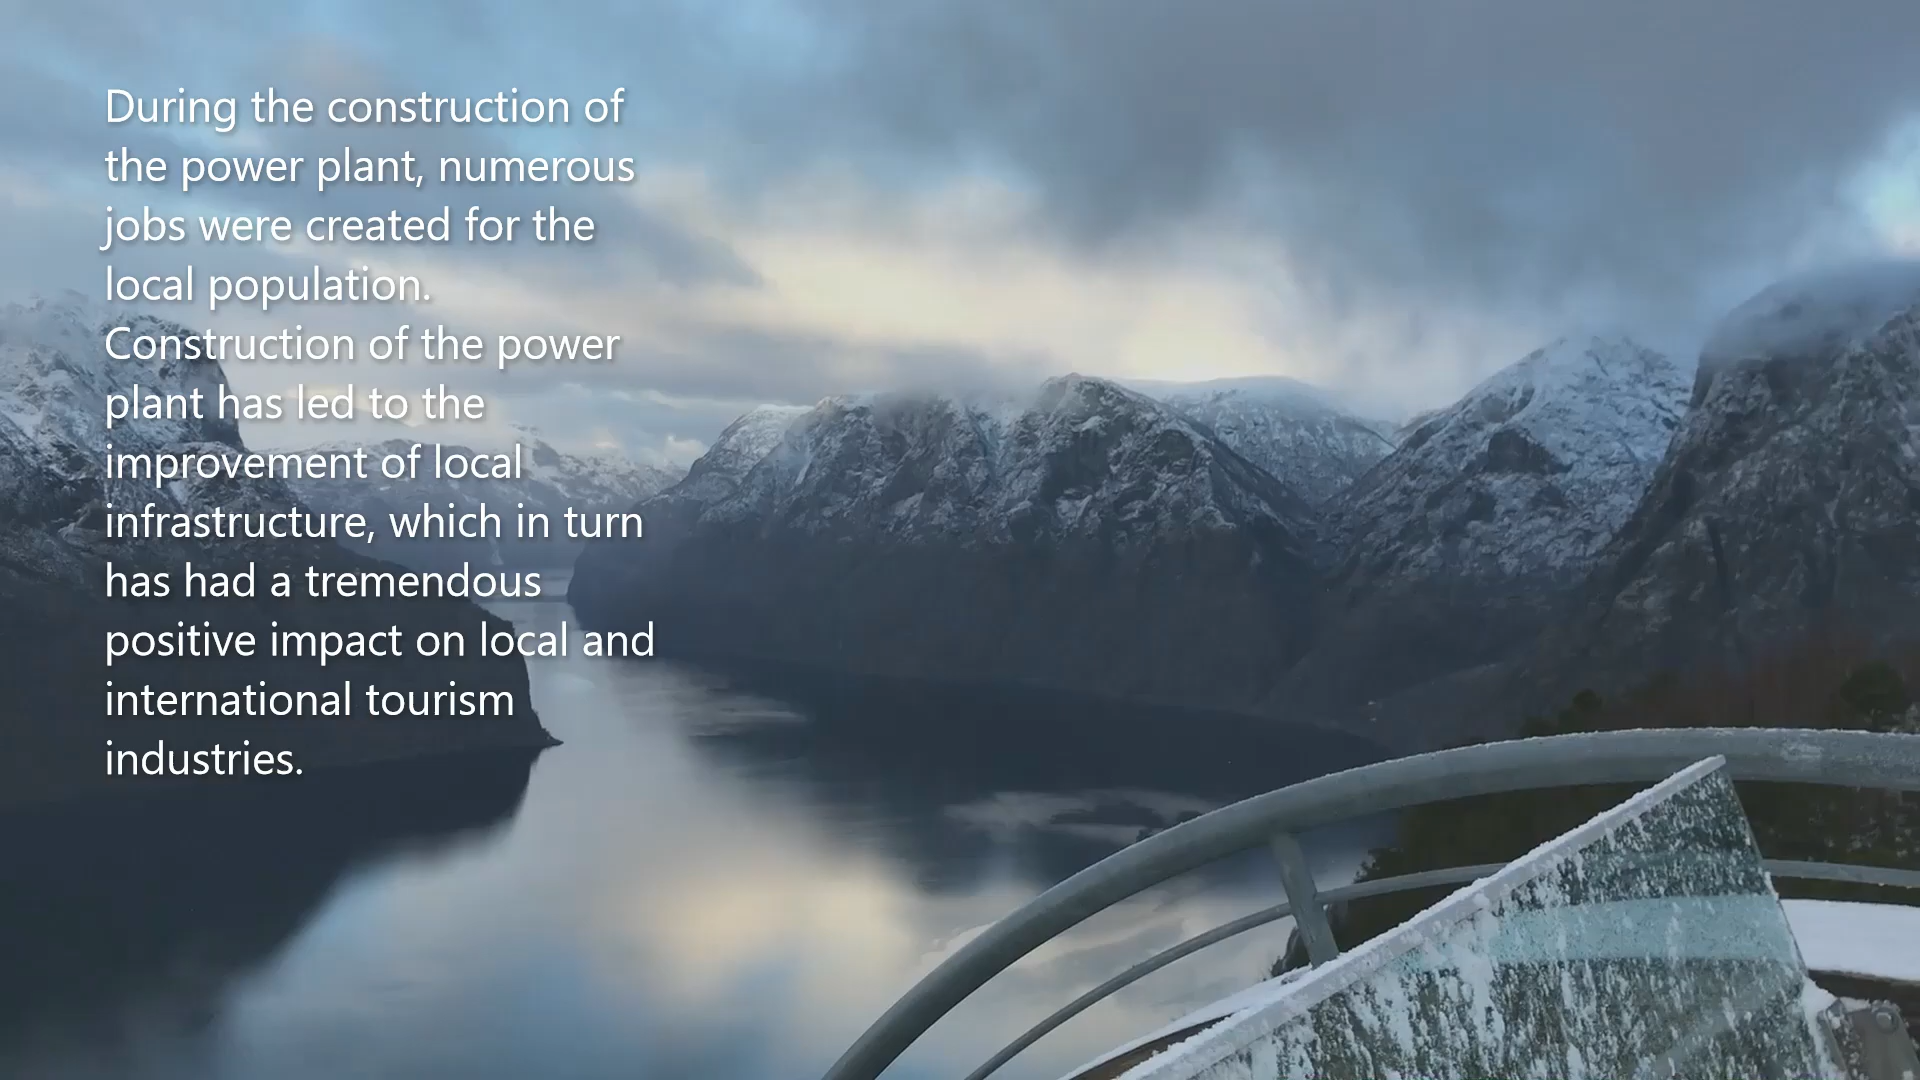 During the construction of
the power plant, numerous
jobs were created for the
local population.
Construction of the power
plant has led to the
improvement of local
infrastructure, which in turn
has had a tremendous
positive impact on local and
international tourism
industries.